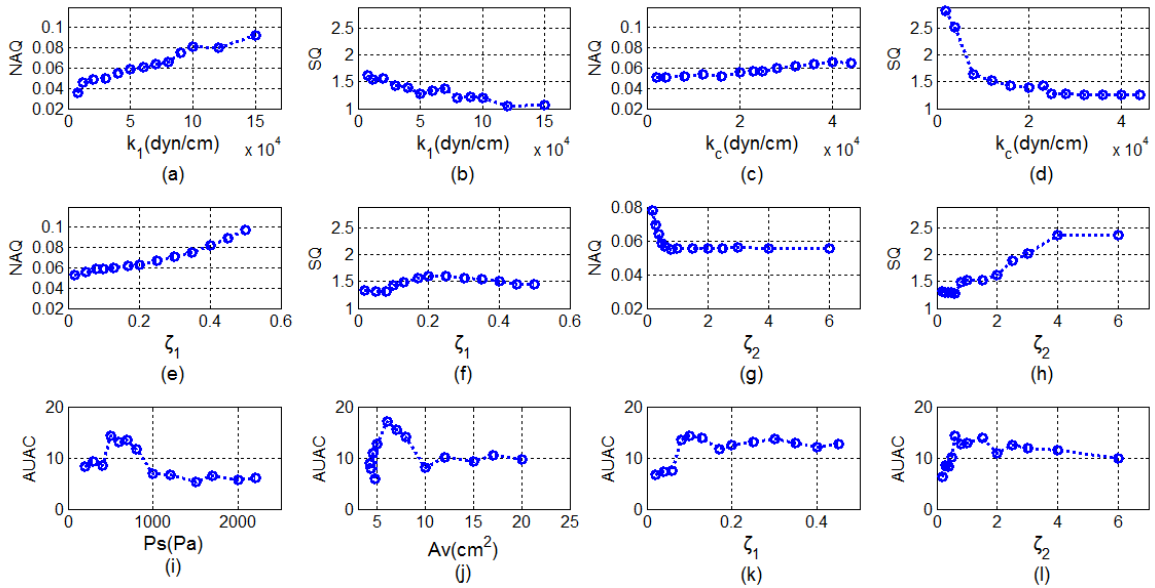 NAQ
0.1
0.08
0.06
0.04
0.02
0 5 10 15
k1(dyn/cm) x 10^4
(a)
SQ
2.5
2
1.5
1
0 5 10 15
k1(dyn/cm) x 10^4
(b)
NAQ
0.1
0.08
0.06
0.04
0.02
0 2 4
kc(dyn/cm) x 10^4
(c)
SQ
2.5
2
1.5
1
0 2 4
kc(dyn/cm) x 10^4
(d)
NAQ
0.1
0.08
0.06
0.04
0.02
0 0.2 0.4 0.6
ζ1
(e)
SQ
2.5
2
1.5
1
0 0.2 0.4 0.6
ζ1
(f)
NAQ
0.08
0.06
0.04
0.02
0 2 4 6
ζ2
(g)
SQ
2.5
2
1.5
1
0 2 4 6
ζ2
(h)
AUAC
20
10
0
0 1000 2000
Ps(Pa)
(i)
AUAC
20
10
0
5 10 15 20 25
Av(cm²)
(j)
AUAC
20
10
0
0 0.2 0.4
ζ1
(k)
AUAC
20
10
0
0 2 4 6
ζ2
(l)